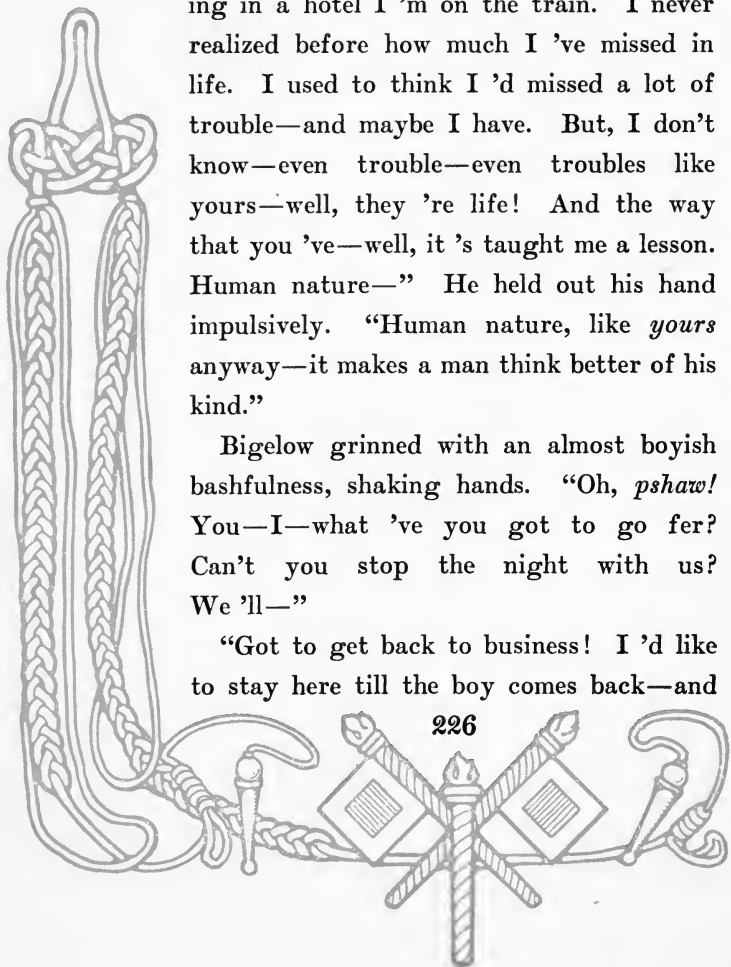 ing in a hotel I 'm on the train. I never
realized before how much I 've missed in
life. I used to think I 'd missed a lot of
trouble—and maybe I have. But, I don't
know—even trouble—even troubles like
yours—well, they 're life! And the way
that you 've—well, it 's taught me a lesson.
Human nature—” He held out his hand
impulsively. “Human nature, like yours
anyway—it makes a man think better of his
kind.”
Bigelow grinned with an almost boyish
bashfulness, shaking hands. “Oh, pshaw!
You—I—what 've you got to go fer?
Can't you stop the night with us?
We 'll—”
“Got to get back to business! I 'd like
to stay here till the boy comes back—and
226